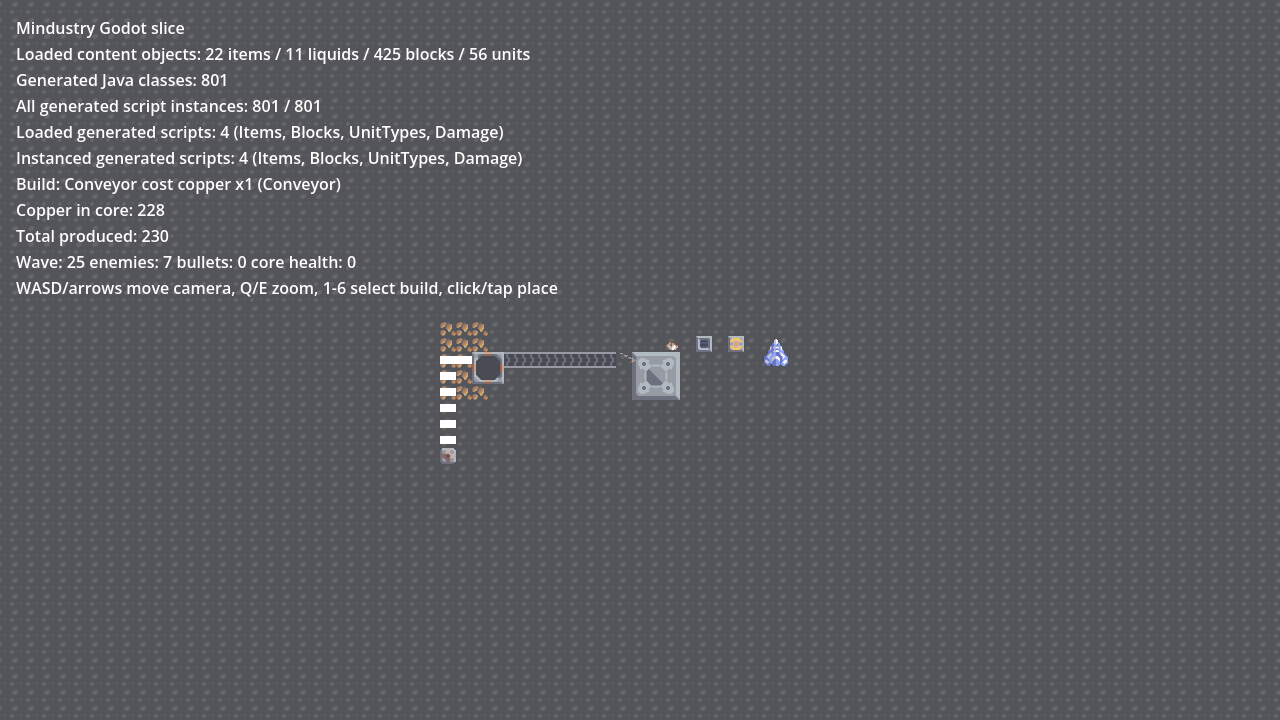 Mindustry Godot slice
Loaded content objects: 22 items / 11 liquids / 425 blocks / 56 units
Generated Java classes: 801
All generated script instances: 801 / 801
Loaded generated scripts: 4 (Items, Blocks, UnitTypes, Damage)
Instanced generated scripts: 4 (Items, Blocks, UnitTypes, Damage)
Build: Conveyor cost copper x1 (Conveyor)
Copper in core: 228
Total produced: 230
Wave: 25 enemies: 7 bullets: 0 core health: 0
WASD/arrows move camera, Q/E zoom, 1-6 select build, click/tap place